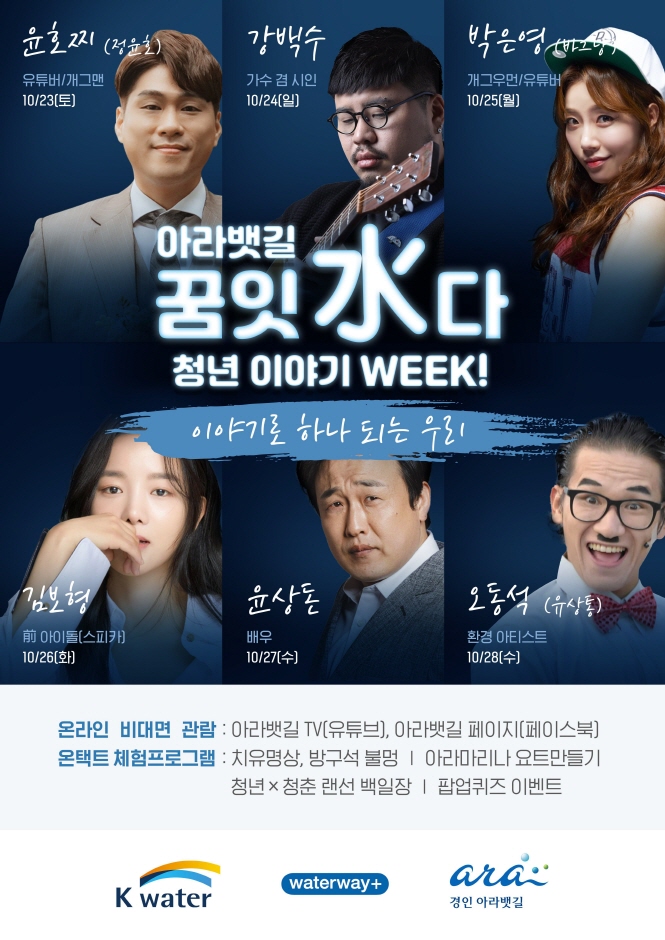 윤호찌 (정윤호)
유튜버/개그맨
10/23(토)
강백수
가수 겸 시인
10/24(일)
박은영
개그우먼/유튜버
10/25(월)
아라뱃길
꿈잇水다
청년 이야기 WEEK!
이야기로 하나 되는 우리
김보형
前 아이돌(스피카)
10/26(화)
윤상돈
배우
10/27(수)
오동석 (유상통)
환경 아티스트
10/28(수)
온라인 비대면 관람 : 아라뱃길 TV(유튜브), 아라뱃길 페이지(페이스북)
온택트 체험프로그램 : 치유명상, 방구석 불멍 ㅣ 아라마리나 요트만들기
청년×청춘 랜선 백일장 ㅣ 팝업퀴즈 이벤트
K water
waterway+
ara
경인 아라뱃길